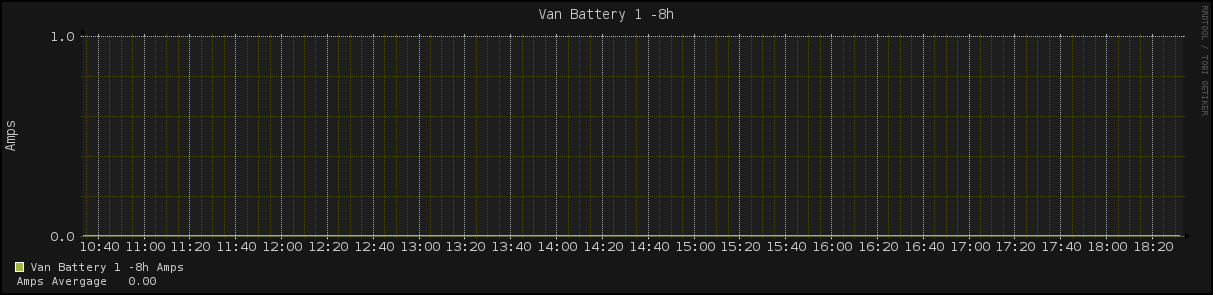 Van Battery 1 -8h
RRDTOOL / TOBI OETIKER
1.0
Amps
0.0
10:40 11:00 11:20 11:40 12:00 12:20 12:40 13:00 13:20 13:40 14:00 14:20 14:40 15:00 15:20 15:40 16:00 16:20 16:40 17:00 17:20 17:40 18:00 18:20
Van Battery 1 -8h Amps
Amps Avergage 0.00